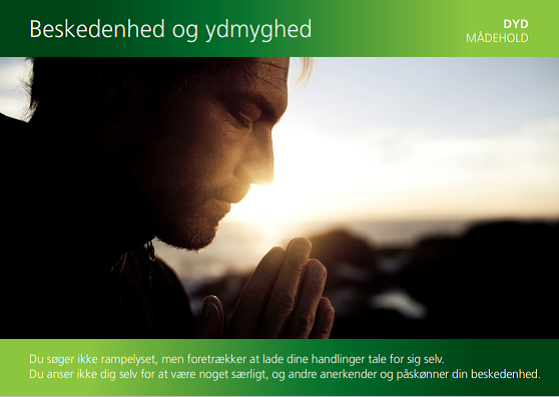 Beskedenhed og ydmyghed
DYD
MÅDEHOLD
Du søger ikke rampelyset, men foretrækker at lade dine handlinger tale for sig selv.
Du anser ikke dig selv for at være noget særligt, og andre anerkender og påskønner din beskedenhed.